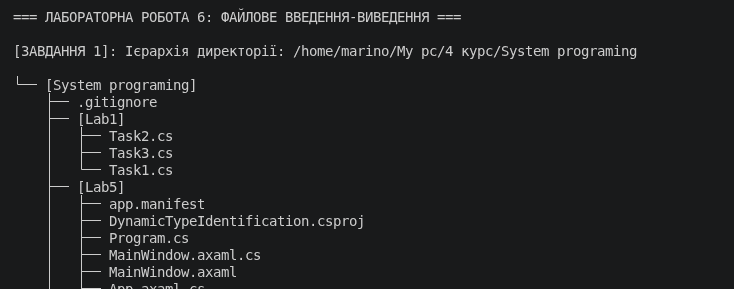 === ЛАБОРАТОРНА РОБОТА 6: ФАЙЛОВЕ ВВЕДЕННЯ-ВИВЕДЕННЯ ===
[ЗАВДАННЯ 1]: Ієрархія директорії: /home/marino/My pc/4 курс/System programing
└── [System programing]
    ├── .gitignore
    ├── [Lab1]
    │   ├── Task2.cs
    │   ├── Task3.cs
    │   └── Task1.cs
    ├── [Lab5]
    │   ├── app.manifest
    │   ├── DynamicTypeIdentification.csproj
    │   ├── Program.cs
    │   ├── MainWindow.axaml.cs
    │   ├── MainWindow.axaml
    │   ├── App.axaml.cs